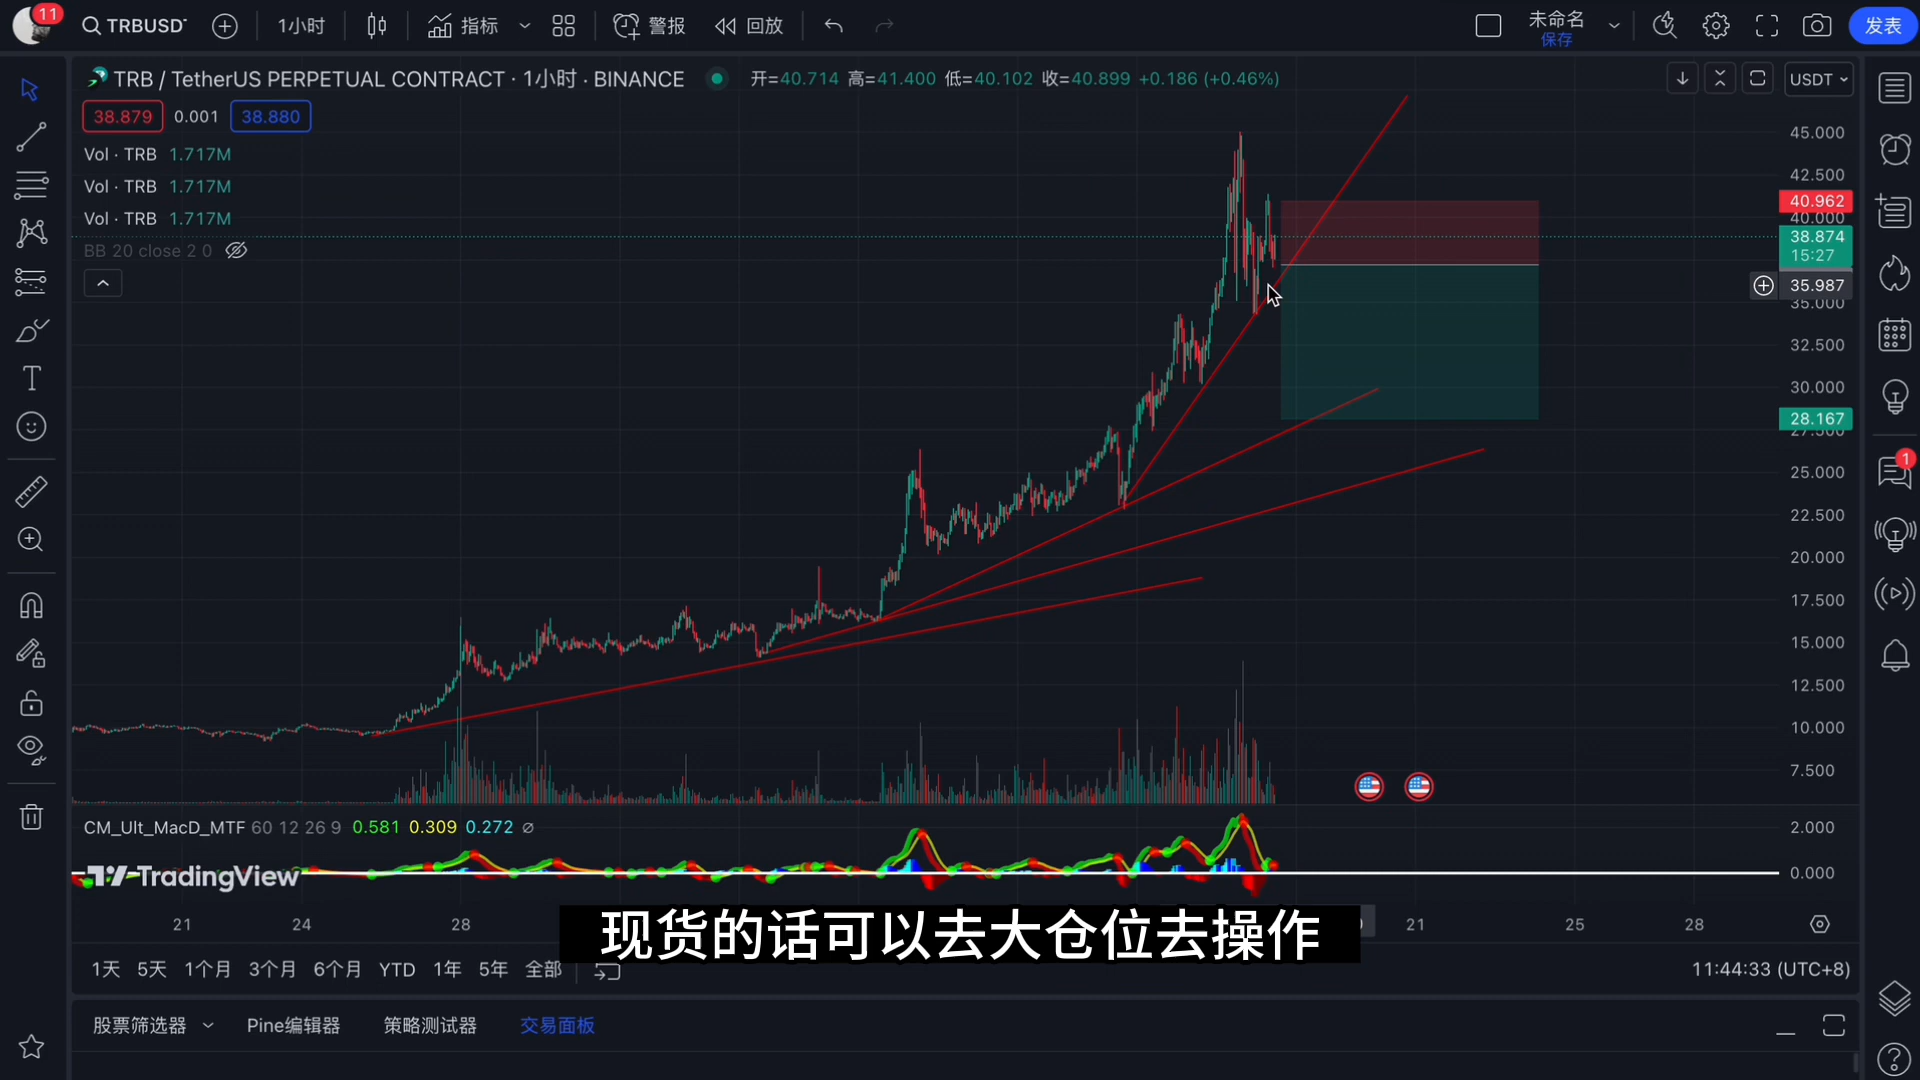 11
TRBUSDT
1小时
指标
警报
回放
未命名
保存
发表
TRB / TetherUS PERPETUAL CONTRACT · 1小时 · BINANCE
开=40.714 高=41.400 低=40.102 收=40.899 +0.186 (+0.46%)
USDT
38.879 0.001 38.880
Vol · TRB 1.717M
Vol · TRB 1.717M
Vol · TRB 1.717M
BB 20 close 2 0
45.000
42.500
40.962
40.000
38.874
15:27
35.987
35.000
32.500
30.000
28.167
27.500
25.000
22.500
20.000
17.500
15.000
12.500
10.000
7.500
1
CM_Ult_MacD_MTF 60 12 26 9 0.581 0.309 0.272 ∅
2.000
0.000
TradingView
21 24 28 21 25 28
现货的话可以去大仓位去操作
1天 5天 1个月 3个月 6个月 YTD 1年 5年 全部
11:44:33 (UTC+8)
股票筛选器 Pine编辑器 策略测试器 交易面板